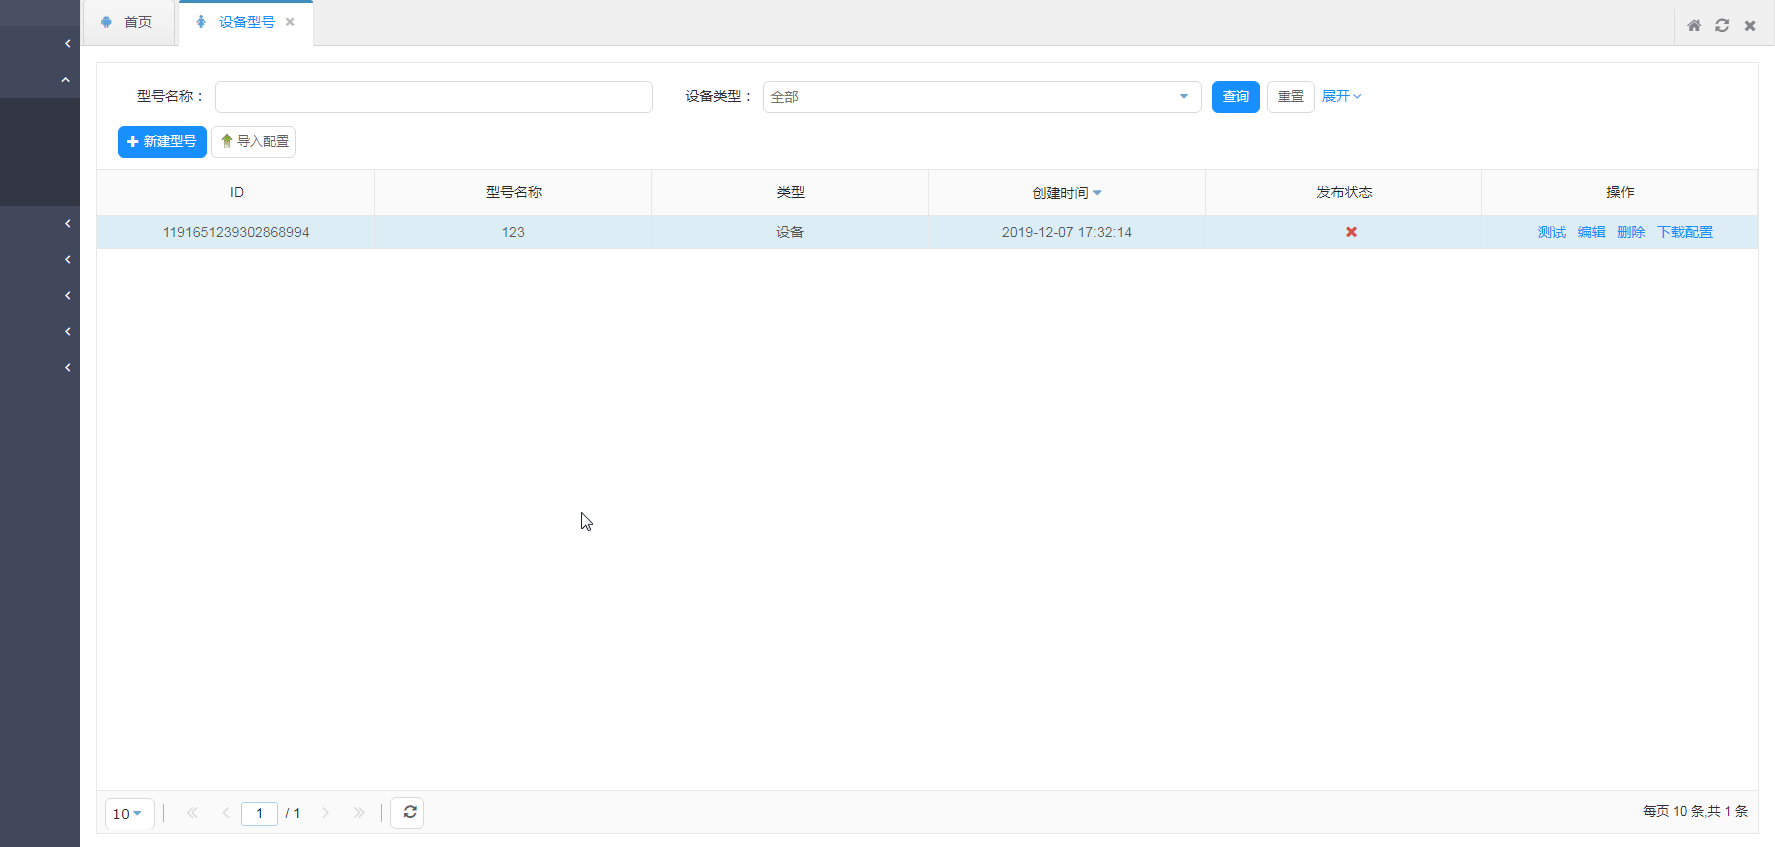 首页 设备型号
型号名称： 设备类型： 全部 查询 重置 展开
新建型号 导入配置
ID 型号名称 类型 创建时间 发布状态 操作
1191651239302868994 123 设备 2019-12-07 17:32:14 测试 编辑 删除 下载配置
10 1 / 1 每页 10 条,共 1 条